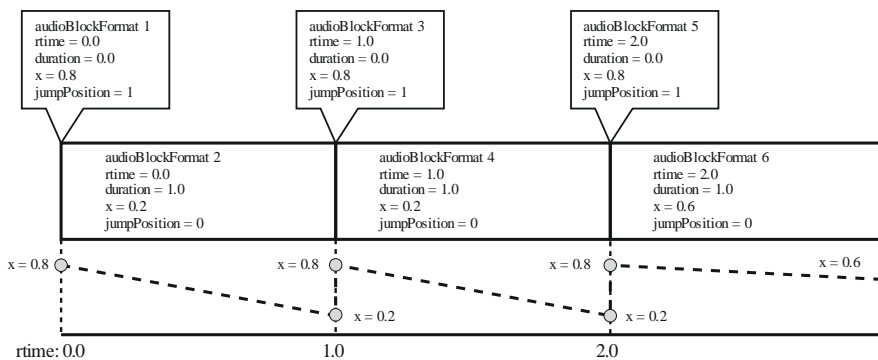 audioBlockFormat 1
rtime = 0.0
duration = 0.0
x = 0.8
jumpPosition = 1
audioBlockFormat 3
rtime = 1.0
duration = 0.0
x = 0.8
jumpPosition = 1
audioBlockFormat 5
rtime = 2.0
duration = 0.0
x = 0.8
jumpPosition = 1
audioBlockFormat 2
rtime = 0.0
duration = 1.0
x = 0.2
jumpPosition = 0
audioBlockFormat 4
rtime = 1.0
duration = 1.0
x = 0.2
jumpPosition = 0
audioBlockFormat 6
rtime = 2.0
duration = 1.0
x = 0.6
jumpPosition = 0
x = 0.8
x = 0.8
x = 0.8
x = 0.6
x = 0.2
x = 0.2
rtime: 0.0
1.0
2.0